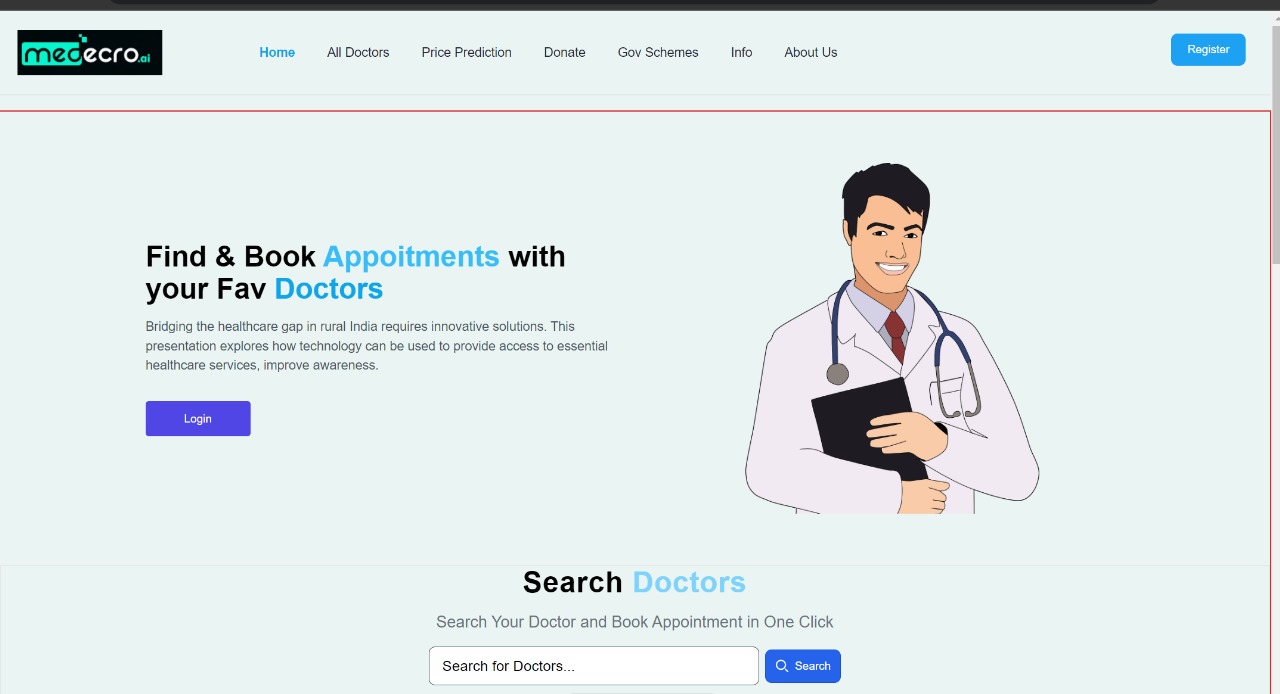 medecro.ai
Home
All Doctors
Price Prediction
Donate
Gov Schemes
Info
About Us
Register
Find & Book Appoitments with
your Fav Doctors
Bridging the healthcare gap in rural India requires innovative solutions. This
presentation explores how technology can be used to provide access to essential
healthcare services, improve awareness.
Login
Search Doctors
Search Your Doctor and Book Appointment in One Click
Search for Doctors...
Search